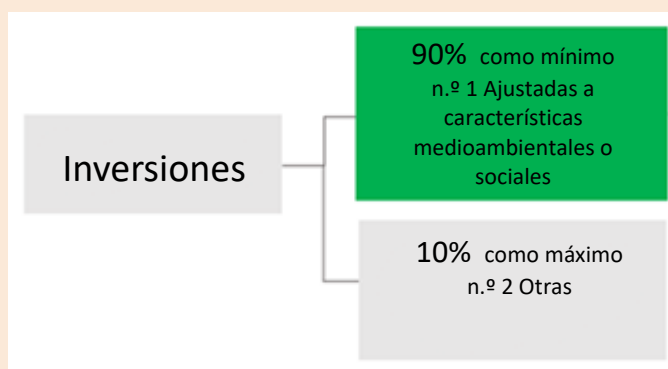 Inversiones
90% como mínimo
n.º 1 Ajustadas a
características
medioambientales o
sociales
10% como máximo
n.º 2 Otras